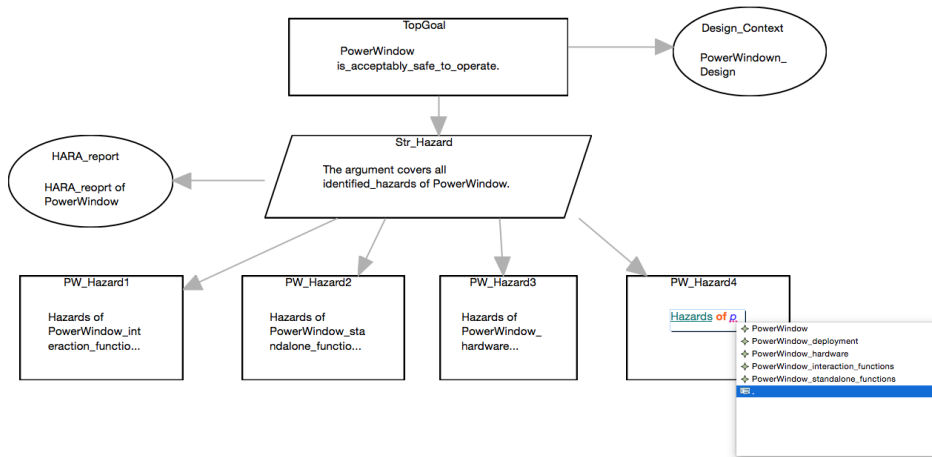 TopGoal
PowerWindow
is_acceptably_safe_to_operate.
Design_Context
PowerWindown_
Design
Str_Hazard
The argument covers all
identified_hazards of PowerWindow.
HARA_report
HARA_reoprt of
PowerWindow
PW_Hazard1
Hazards of
PowerWindow_int
eraction_functio...
PW_Hazard2
Hazards of
PowerWindow_sta
ndalone_functio...
PW_Hazard3
Hazards of
PowerWindow_
hardware...
PW_Hazard4
Hazards of p
PowerWindow
PowerWindow_deployment
PowerWindow_hardware
PowerWindow_interaction_functions
PowerWindow_standalone_functions
.